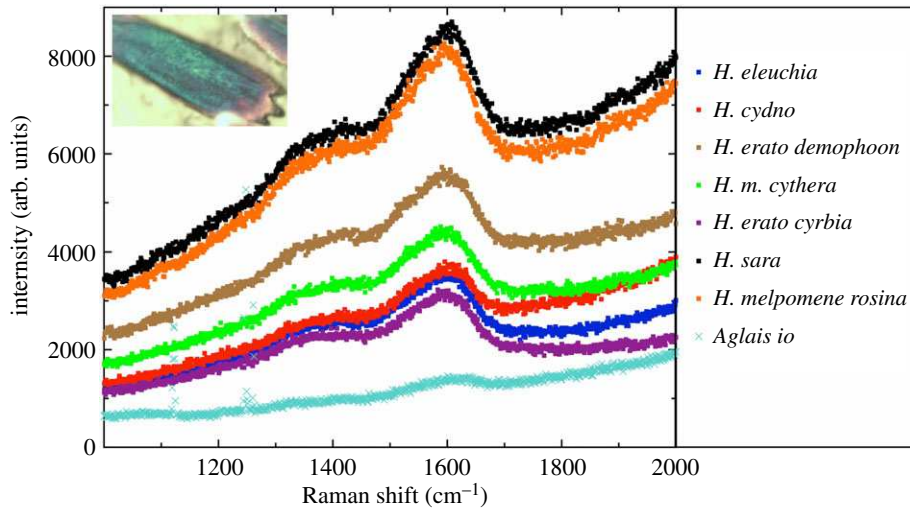 8000
6000
4000
2000
0
intensity (arb. units)
1200
1400
1600
1800
2000
Raman shift (cm⁻¹)
H. eleuchia
H. cydno
H. erato demophoon
H. m. cythera
H. erato cyrbia
H. sara
H. melpomene rosina
Aglais io